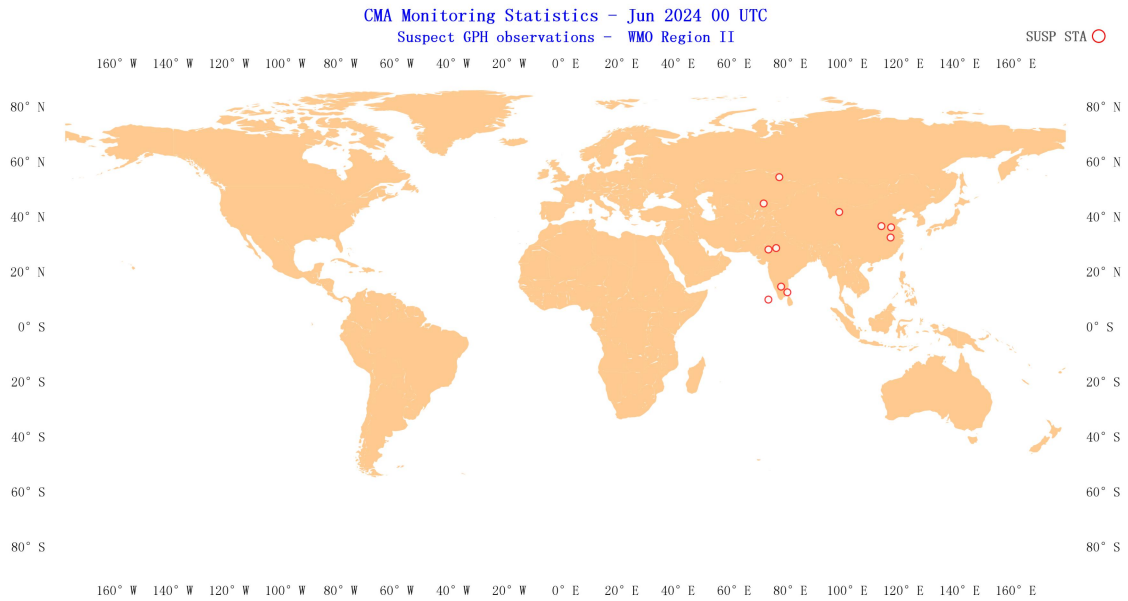 CMA Monitoring Statistics - Jun 2024 00 UTC
Suspect GPH observations - WMO Region II
SUSP STA
160° W 140° W 120° W 100° W 80° W 60° W 40° W 20° W 0° E 20° E 40° E 60° E 80° E 100° E 120° E 140° E 160° E
80° N 80° N
60° N 60° N
40° N 40° N
20° N 20° N
0° S 0° S
20° S 20° S
40° S 40° S
60° S 60° S
80° S 80° S
160° W 140° W 120° W 100° W 80° W 60° W 40° W 20° W 0° E 20° E 40° E 60° E 80° E 100° E 120° E 140° E 160° E